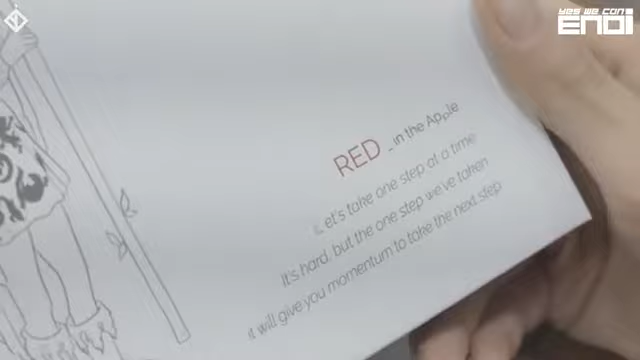 yes we can!
ENOi
RED _in the Apple
Let's take one step at a time
It's hard, but the one step we've taken
it will give you momentum to take the next step